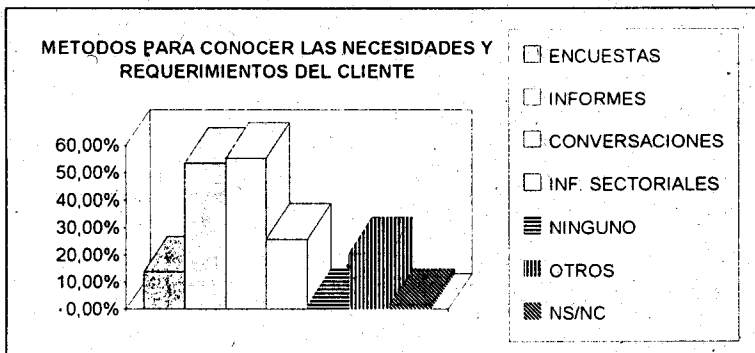 METODOS PARA CONOCER LAS NECESIDADES Y
REQUERIMIENTOS DEL CLIENTE
60,00%
50,00%
40,00%
30,00%
20,00%
10,00%
0,00%
ENCUESTAS
INFORMES
CONVERSACIONES
INF. SECTORIALES
NINGUNO
OTROS
NS/NC